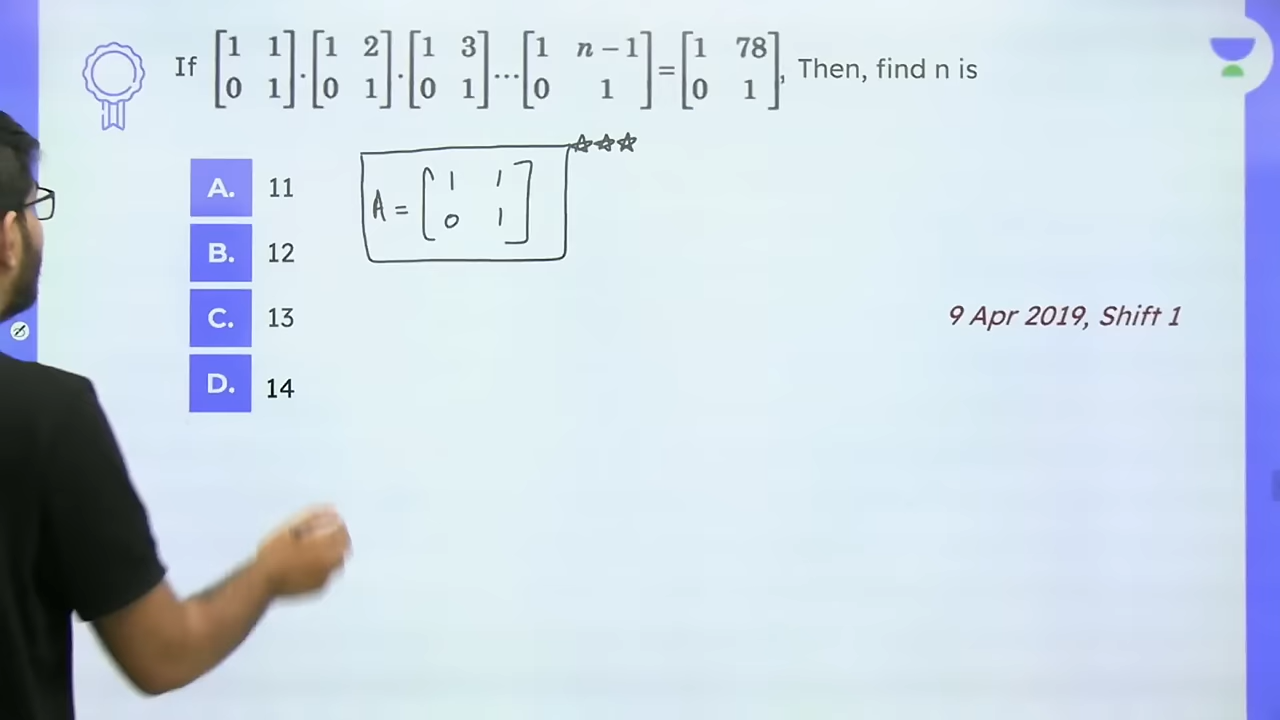 If [1 1 0 1] · [1 2 0 1] · [1 3 0 1] ... [1 n − 1 0 1] = [1 78 0 1], Then, find n is
A. 11
B. 12
C. 13
D. 14
A = [1 1 0 1]
9 Apr 2019, Shift 1